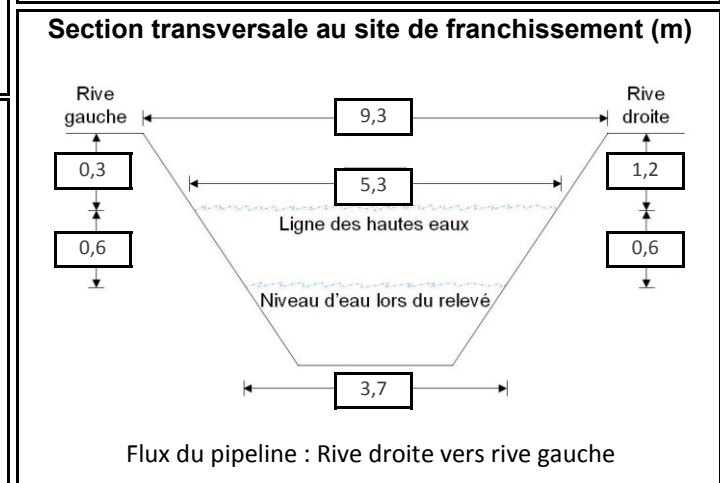 Section transversale au site de franchissement (m)
Rive
gauche
9,3
Rive
droite
0,3
5,3
1,2
Ligne des hautes eaux
0,6
0,6
Niveau d'eau lors du relevé
3,7
Flux du pipeline : Rive droite vers rive gauche